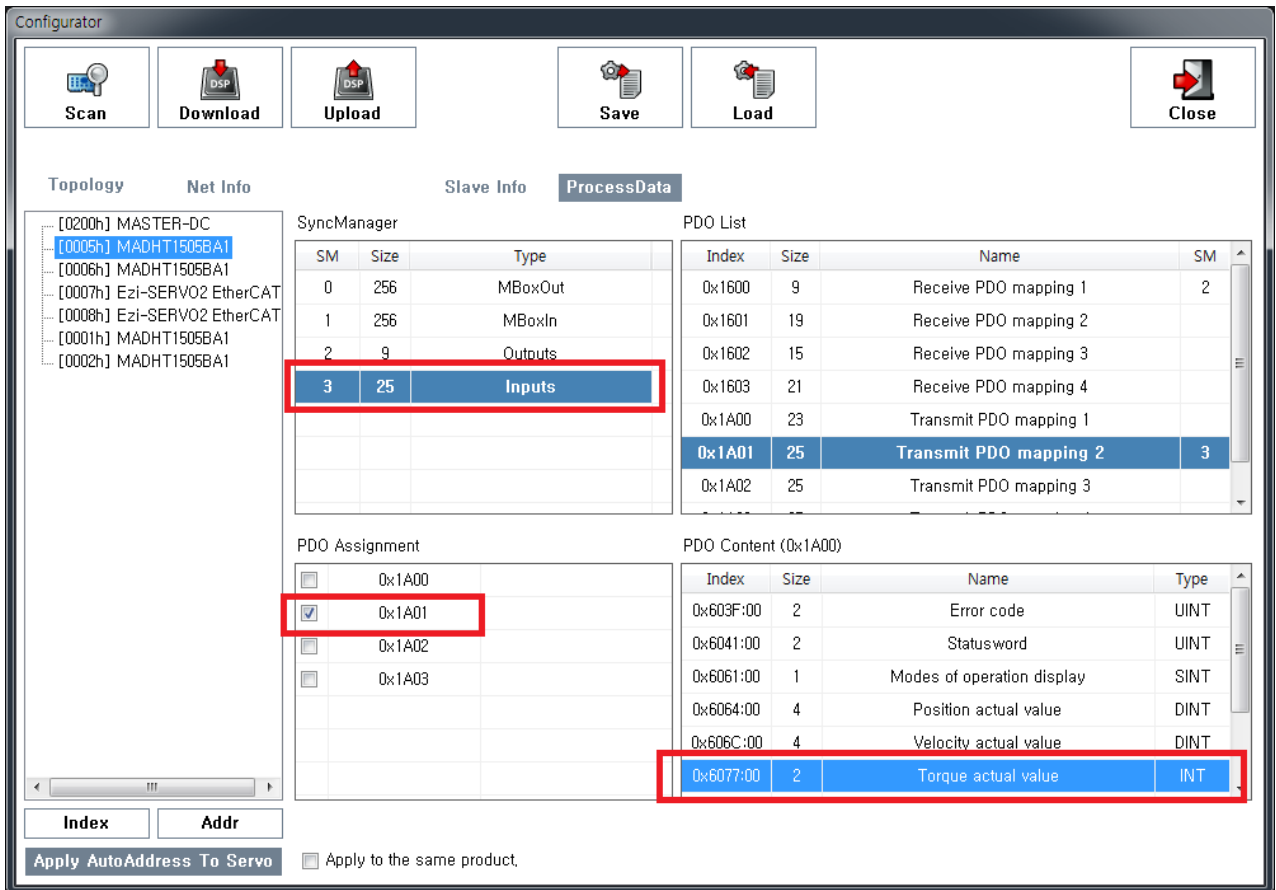 Configurator
Scan Download Upload Save Load Close
DSP DSP
Topology Net Info Slave Info ProcessData
[0200h] MASTER-DC
[0005h] MADHT1505BA1
[0006h] MADHT1505BA1
[0007h] Ezi-SERVO2 EtherCAT
[0008h] Ezi-SERVO2 EtherCAT
[0001h] MADHT1505BA1
[0002h] MADHT1505BA1
Index Addr
Apply AutoAddress To Servo
SyncManager
SM Size Type
0 256 MBoxOut
1 256 MBoxIn
2 9 Outputs
3 25 Inputs
PDO List
Index Size Name SM
0x1600 9 Receive PDO mapping 1 2
0x1601 19 Receive PDO mapping 2
0x1602 15 Receive PDO mapping 3
0x1603 21 Receive PDO mapping 4
0x1A00 23 Transmit PDO mapping 1
0x1A01 25 Transmit PDO mapping 2 3
0x1A02 25 Transmit PDO mapping 3
PDO Assignment
0x1A00
0x1A01
0x1A02
0x1A03
PDO Content (0x1A00)
Index Size Name Type
0x603F:00 2 Error code UINT
0x6041:00 2 Statusword UINT
0x6061:00 1 Modes of operation display SINT
0x6064:00 4 Position actual value DINT
0x606C:00 4 Velocity actual value DINT
0x6077:00 2 Torque actual value INT
Apply to the same product,